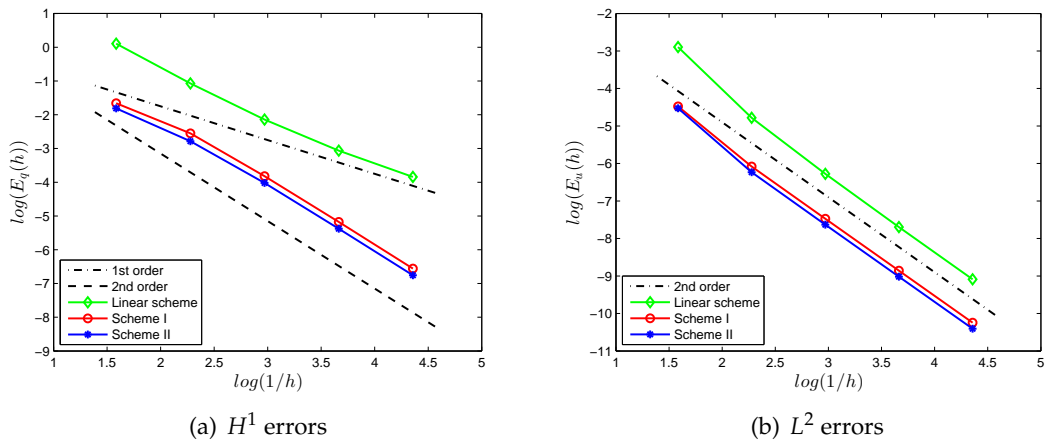 0
−1
−2
−3
−4
−5
−6
−7
−8
−9
1 1.5 2 2.5 3 3.5 4 4.5 5
log(1/h)
log(E_q(h))
1st order
2nd order
Linear scheme
Scheme I
Scheme II
(a) H^1 errors
−2
−3
−4
−5
−6
−7
−8
−9
−10
−11
1 1.5 2 2.5 3 3.5 4 4.5 5
log(1/h)
log(E_u(h))
2nd order
Linear scheme
Scheme I
Scheme II
(b) L^2 errors